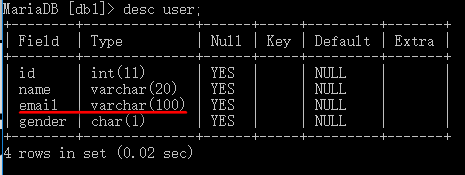 MariaDB [db1]> desc user;
+--------+--------------+------+-----+---------+-------+
| Field | Type | Null | Key | Default | Extra |
+--------+--------------+------+-----+---------+-------+
| id | int(11) | YES | | NULL | |
| name | varchar(20) | YES | | NULL | |
| email | varchar(100) | YES | | NULL | |
| gender | char(1) | YES | | NULL | |
+--------+--------------+------+-----+---------+-------+
4 rows in set (0.02 sec)